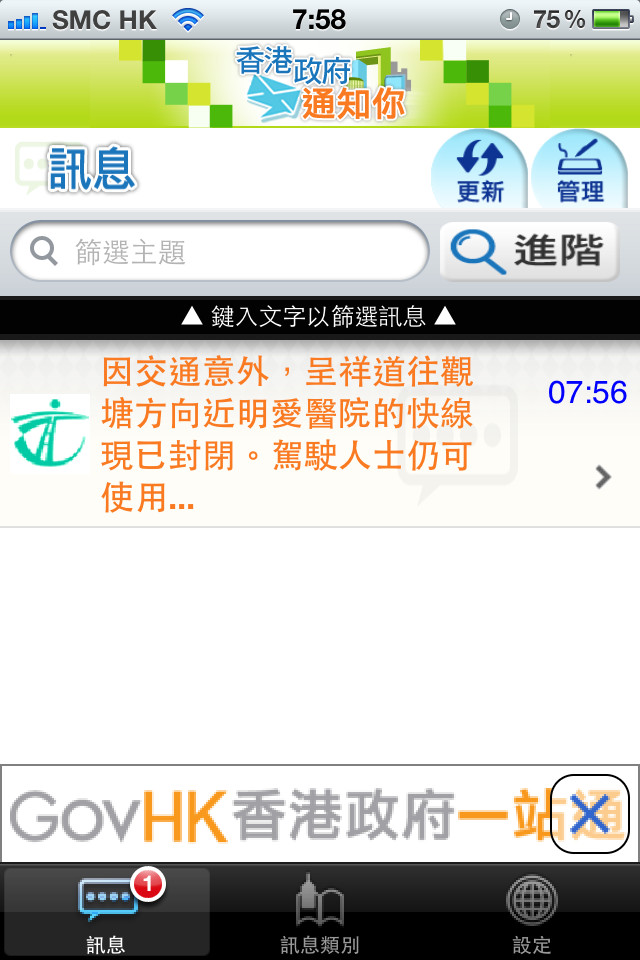 SMC HK 7:58 75%
香港
政府
通知你
訊息
更新
管理
篩選主題
進階
▲ 鍵入文字以篩選訊息 ▲
因交通意外，呈祥道往觀
塘方向近明愛醫院的快線
現已封閉。駕駛人士仍可
使用...
07:56
GovHK香港政府一站通
1
訊息
訊息類別
設定